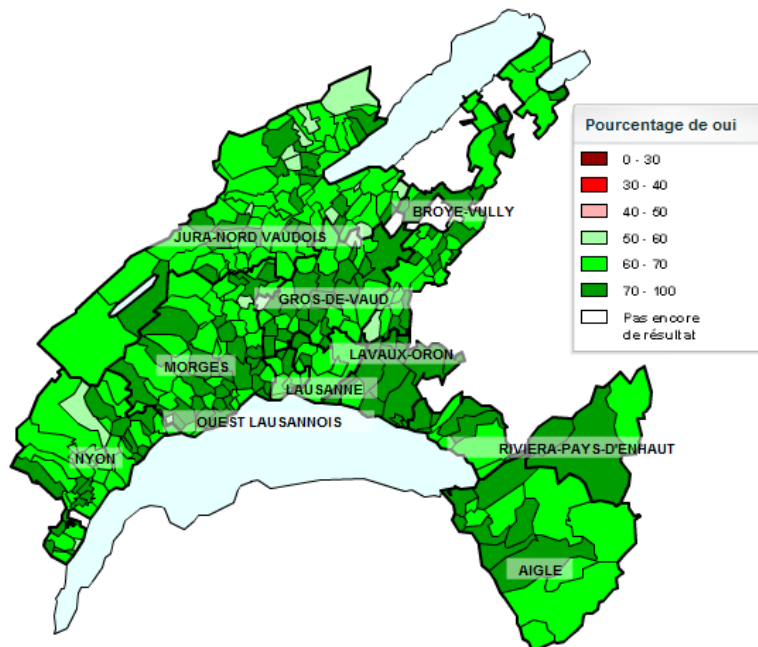 Pourcentage de oui
0 - 30
30 - 40
40 - 50
50 - 60
60 - 70
70 - 100
Pas encore
de résultat
BROYE-VULLY
JURA-NORD VAUDOIS
GROS-DE-VAUD
LAVAUX-ORON
MORGES
LAUSANNE
OUEST LAUSANNOIS
RIVIERA-PAYS-D'ENHAUT
NYON
AIGLE